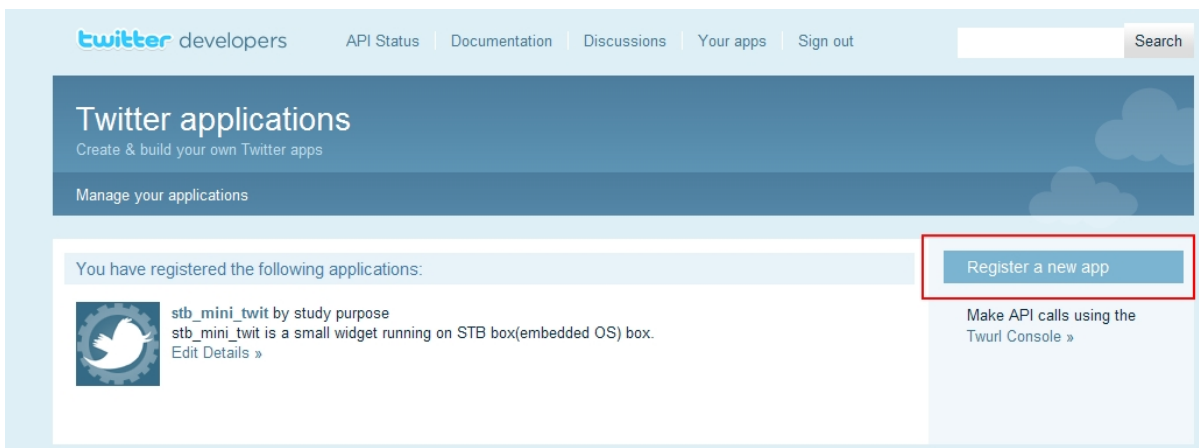 twitter developers API Status Documentation Discussions Your apps Sign out Search
Twitter applications
Create & build your own Twitter apps
Manage your applications
You have registered the following applications:
stb_mini_twit by study purpose
stb_mini_twit is a small widget running on STB box(embedded OS) box.
Edit Details »
Register a new app
Make API calls using the
Twurl Console »